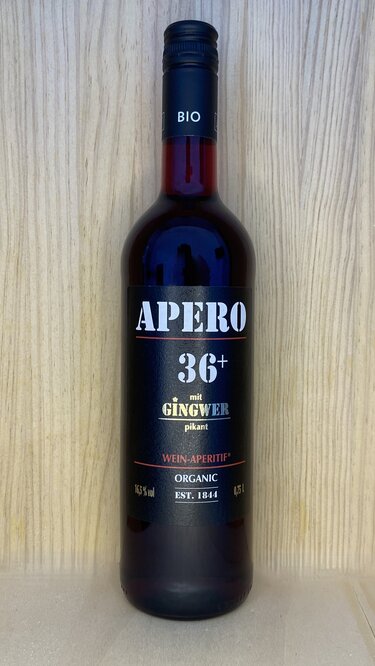 BIO
APERO
36+
mit
GINGWER
pikant
WEIN-APERITIF®
ORGANIC
16,5 % vol
EST. 1844
0,75 L